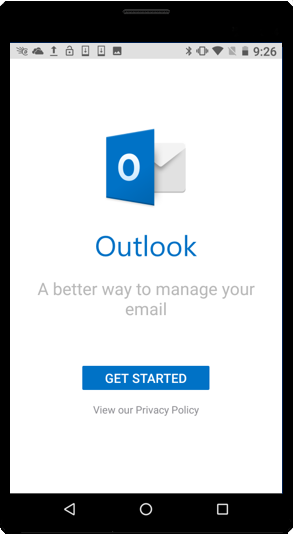 9:26
O
Outlook
A better way to manage your
email
GET STARTED
View our Privacy Policy